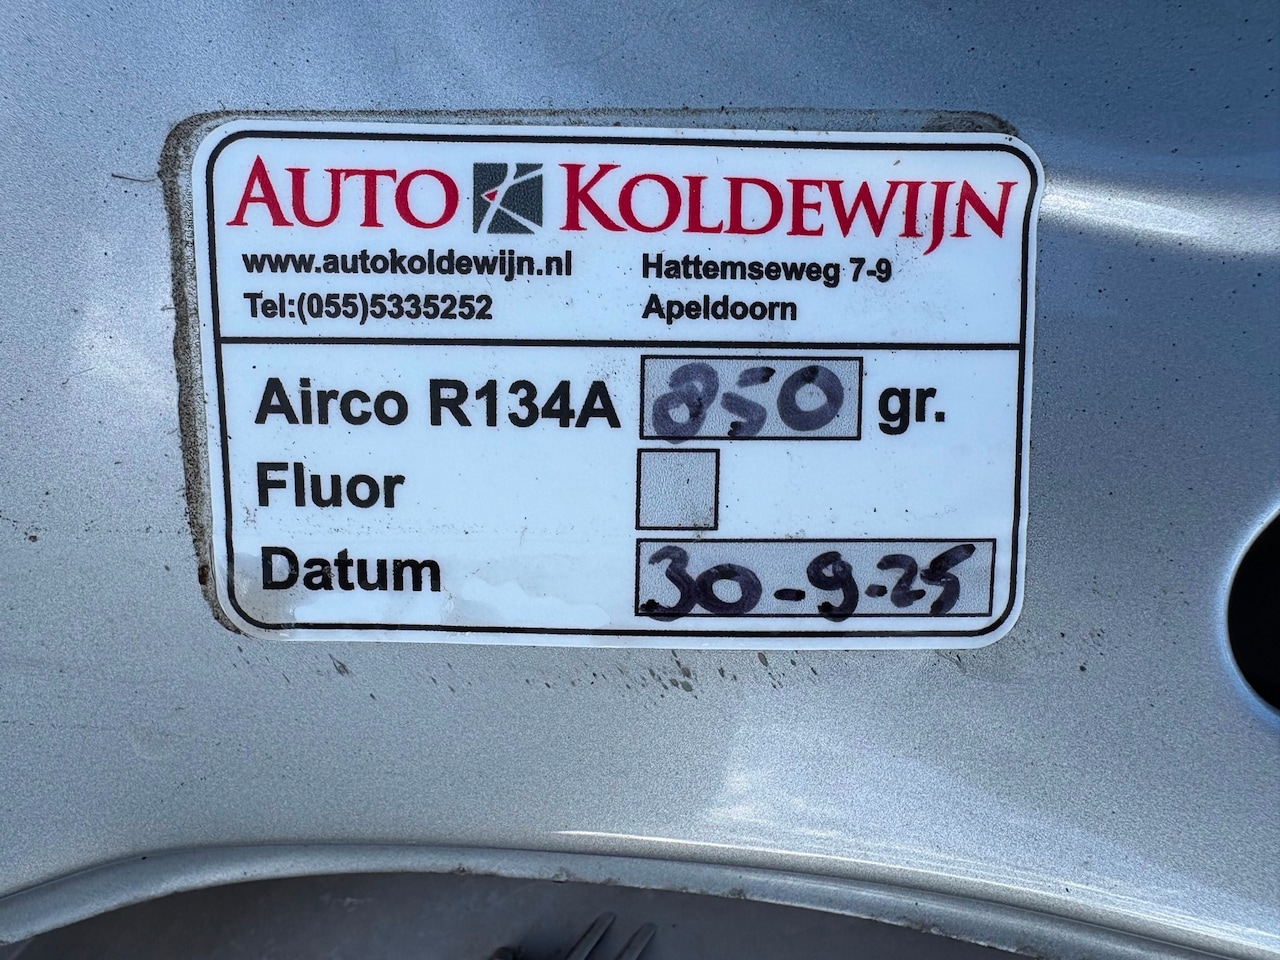 AUTO KOLDEWIJN
www.autokoldewijn.nl Hattemseweg 7-9
Tel:(055)5335252 Apeldoorn
Airco R134A 850 gr.
Fluor
Datum 30-9-25